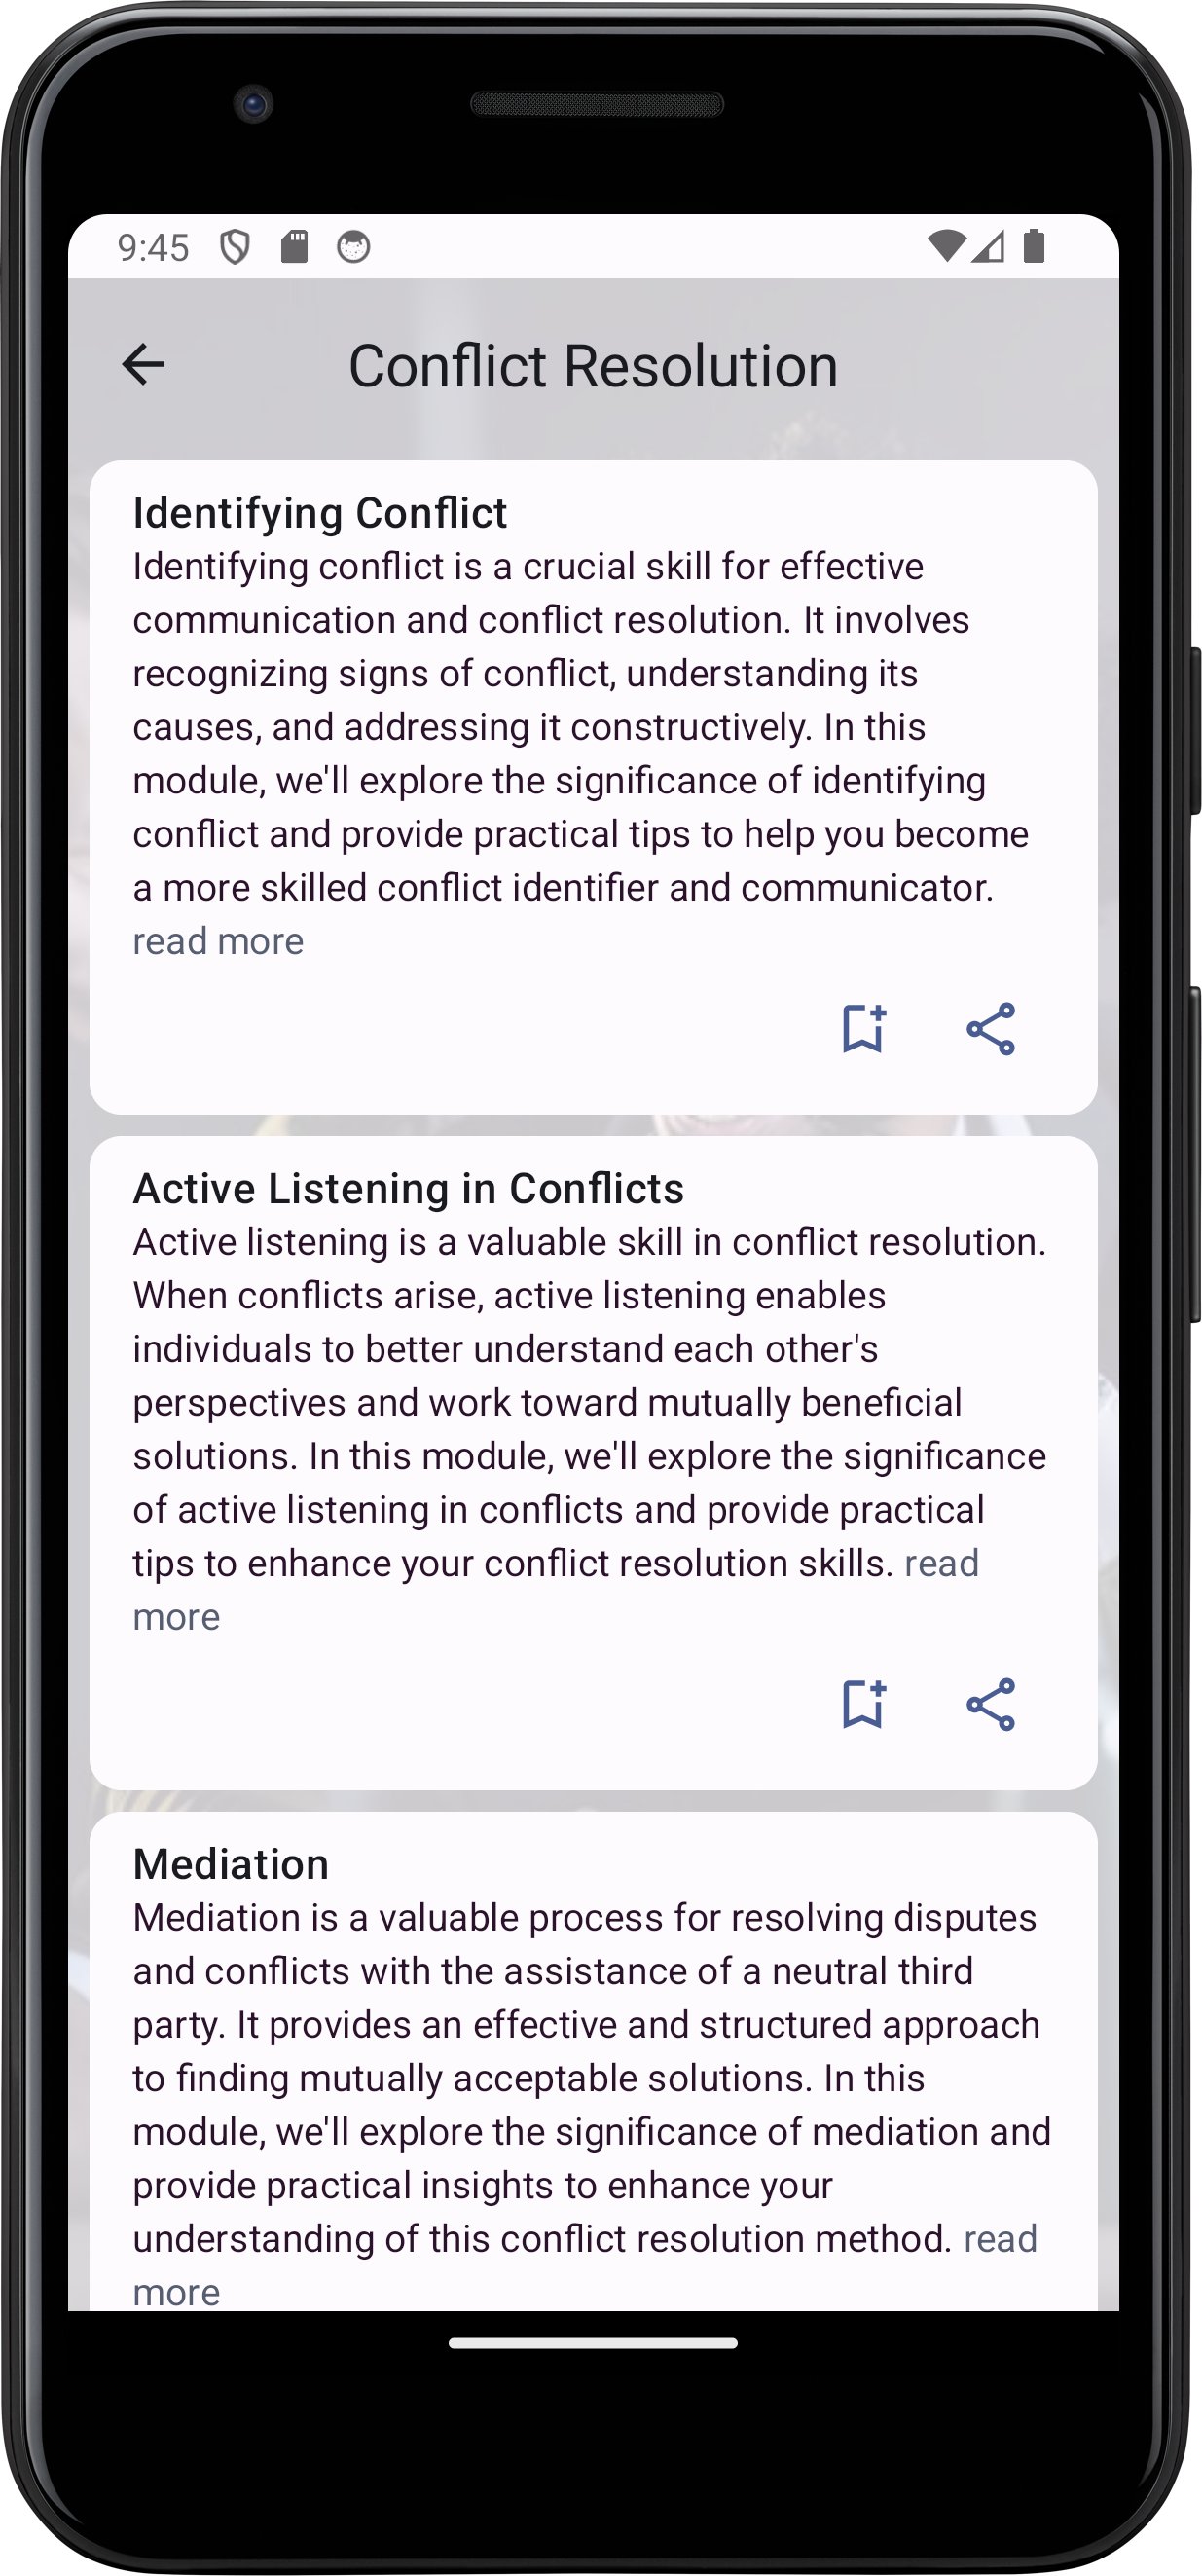 9:45
Conflict Resolution
Identifying Conflict
Identifying conflict is a crucial skill for effective
communication and conflict resolution. It involves
recognizing signs of conflict, understanding its
causes, and addressing it constructively. In this
module, we'll explore the significance of identifying
conflict and provide practical tips to help you become
a more skilled conflict identifier and communicator.
read more
Active Listening in Conflicts
Active listening is a valuable skill in conflict resolution.
When conflicts arise, active listening enables
individuals to better understand each other's
perspectives and work toward mutually beneficial
solutions. In this module, we'll explore the significance
of active listening in conflicts and provide practical
tips to enhance your conflict resolution skills. read
more
Mediation
Mediation is a valuable process for resolving disputes
and conflicts with the assistance of a neutral third
party. It provides an effective and structured approach
to finding mutually acceptable solutions. In this
module, we'll explore the significance of mediation and
provide practical insights to enhance your
understanding of this conflict resolution method. read
more